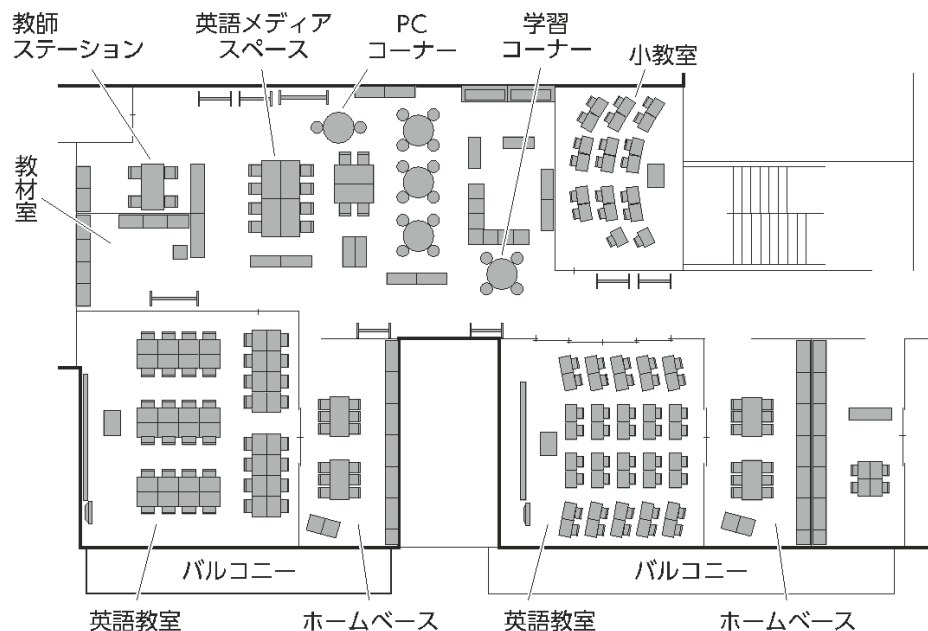 教師
ステーション
英語メディア
スペース
PC
コーナー
学習
コーナー
小教室
教材室
バルコニー
バルコニー
英語教室
ホームベース
英語教室
ホームベース